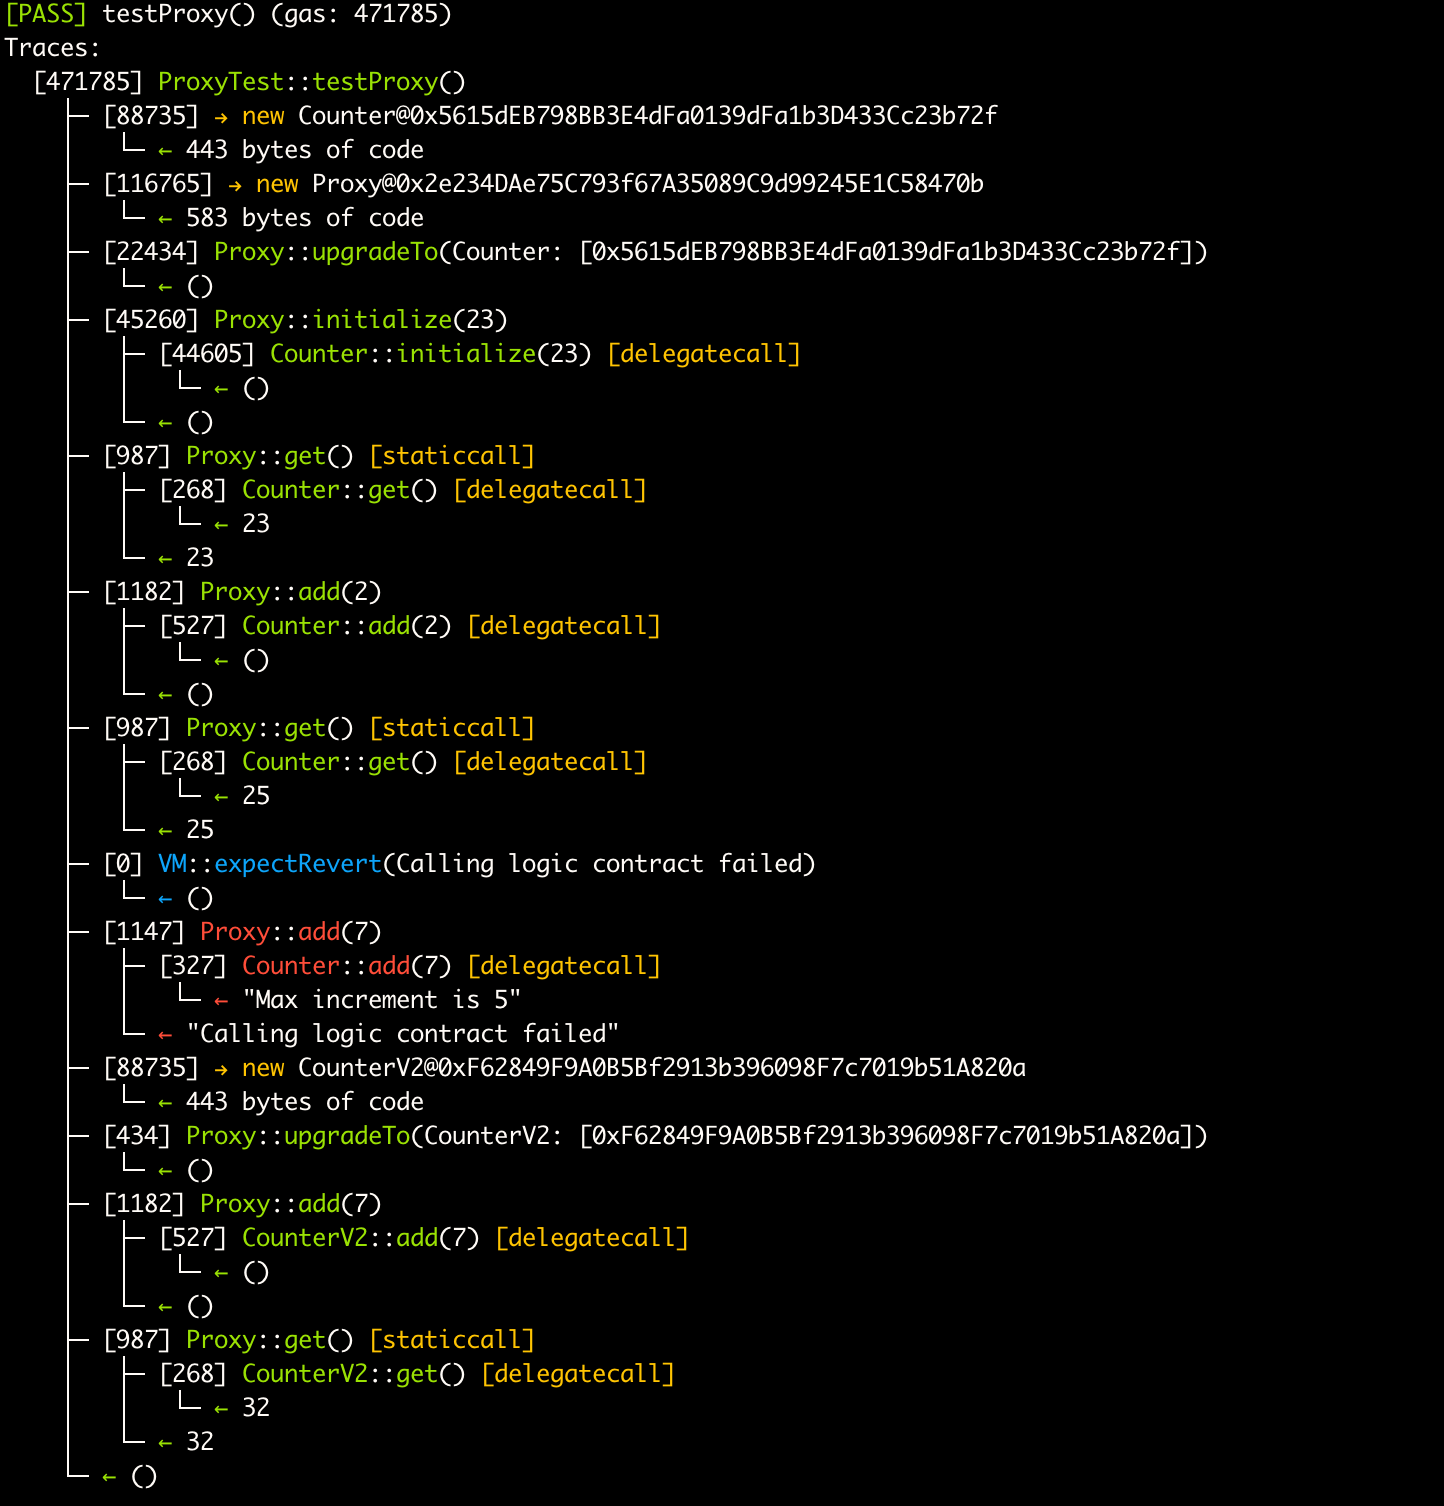 [PASS] testProxy() (gas: 471785)
Traces:
  [471785] ProxyTest::testProxy()
    ├─ [88735] → new Counter@0x5615dEB798BB3E4dFa0139dFa1b3D433Cc23b72f
    │   └─ ← 443 bytes of code
    ├─ [116765] → new Proxy@0x2e234DAe75C793f67A35089C9d99245E1C58470b
    │   └─ ← 583 bytes of code
    ├─ [22434] Proxy::upgradeTo(Counter: [0x5615dEB798BB3E4dFa0139dFa1b3D433Cc23b72f])
    │   └─ ← ()
    ├─ [45260] Proxy::initialize(23)
    │   ├─ [44605] Counter::initialize(23) [delegatecall]
    │   │   └─ ← ()
    │   └─ ← ()
    ├─ [987] Proxy::get() [staticcall]
    │   ├─ [268] Counter::get() [delegatecall]
    │   │   └─ ← 23
    │   └─ ← 23
    ├─ [1182] Proxy::add(2)
    │   ├─ [527] Counter::add(2) [delegatecall]
    │   │   └─ ← ()
    │   └─ ← ()
    ├─ [987] Proxy::get() [staticcall]
    │   ├─ [268] Counter::get() [delegatecall]
    │   │   └─ ← 25
    │   └─ ← 25
    ├─ [0] VM::expectRevert(Calling logic contract failed)
    │   └─ ← ()
    ├─ [1147] Proxy::add(7)
    │   ├─ [327] Counter::add(7) [delegatecall]
    │   │   └─ ← "Max increment is 5"
    │   └─ ← "Calling logic contract failed"
    ├─ [88735] → new CounterV2@0xF62849F9A0B5Bf2913b396098F7c7019b51A820a
    │   └─ ← 443 bytes of code
    ├─ [434] Proxy::upgradeTo(CounterV2: [0xF62849F9A0B5Bf2913b396098F7c7019b51A820a])
    │   └─ ← ()
    ├─ [1182] Proxy::add(7)
    │   ├─ [527] CounterV2::add(7) [delegatecall]
    │   │   └─ ← ()
    │   └─ ← ()
    ├─ [987] Proxy::get() [staticcall]
    │   ├─ [268] CounterV2::get() [delegatecall]
    │   │   └─ ← 32
    │   └─ ← 32
    └─ ← ()